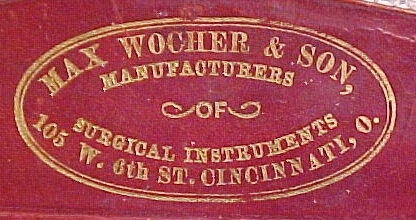 MAX WOCHER & SON,
MANUFACTURERS
OF
SURGICAL INSTRUMENTS
105 W. 6th ST. CINCINNATI, O.